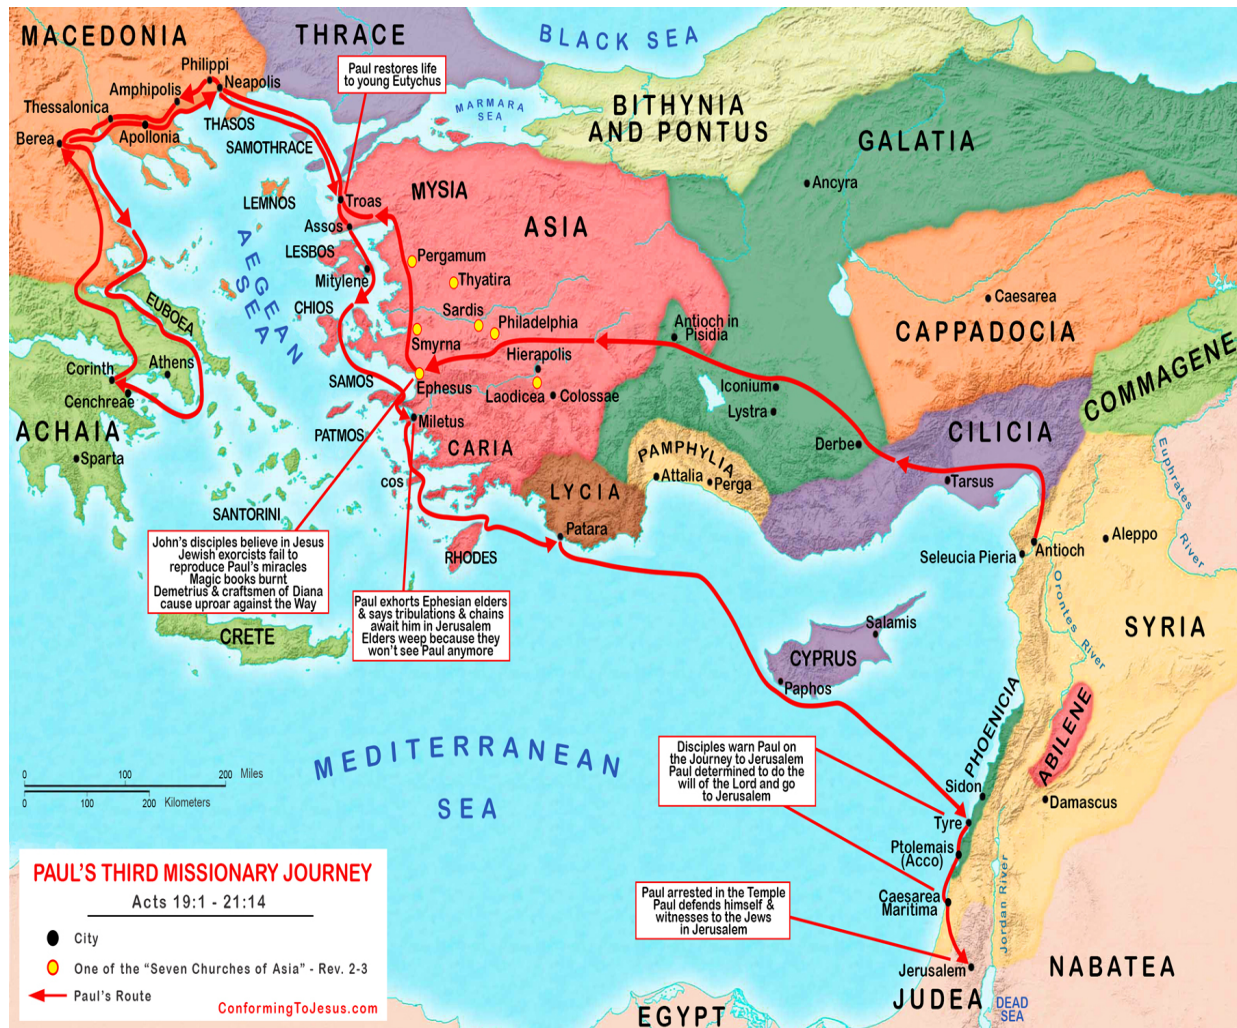 MACEDONIA
THRACE
BLACK SEA
Philippi
Neapolis
Amphipolis
Thessalonica
Apollonia
Berea
THASOS
SAMOTHRACE
Paul restores life
to young Eutychus
MARMARA
SEA
BITHYNIA
AND PONTUS
GALATIA
Ancyra
LEMNOS
Troas
MYSIA
ASIA
Assos
LESBOS
Mitylene
Pergamum
Thyatira
AEGEAN
SEA
CHIOS
Sardis
Philadelphia
Smyrna
Hierapolis
Antioch in
Pisidia
Caesarea
CAPPADOCIA
COMMAGENE
EUBOEA
Athens
Corinth
Cenchreae
SAMOS
Ephesus
Laodicea
Colossae
Iconium
Lystra
Derbe
CILICIA
Tarsus
ACHAIA
Sparta
PATMOS
Miletus
CARIA
PAMPHYLIA
Attalia
Perga
LYCIA
COS
Patara
SANTORINI
RHODES
Euphrates River
Aleppo
Seleucia Pieria
Antioch
Orontes River
SYRIA
John's disciples believe in Jesus
Jewish exorcists fail to
reproduce Paul's miracles
Magic books burnt
Demetrius & craftsmen of Diana
cause uproar against the Way
Paul exhorts Ephesian elders
& says tribulations & chains
await him in Jerusalem
Elders weep because they
won't see Paul anymore
CRETE
Salamis
CYPRUS
Paphos
PHOENICIA
ABILENE
MEDITERRANEAN
SEA
Disciples warn Paul on
the Journey to Jerusalem
Paul determined to do the
will of the Lord and go
to Jerusalem
Sidon
Damascus
Tyre
Ptolemais
(Acco)
Caesarea
Maritima
Jordan River
Paul arrested in the Temple
Paul defends himself &
witnesses to the Jews
in Jerusalem
Jerusalem
JUDEA
DEAD
SEA
NABATEA
EGYPT
0 100 200 Miles
0 100 200 Kilometers
PAUL'S THIRD MISSIONARY JOURNEY
Acts 19:1 - 21:14
City
One of the "Seven Churches of Asia" - Rev. 2-3
Paul's Route
ConformingToJesus.com